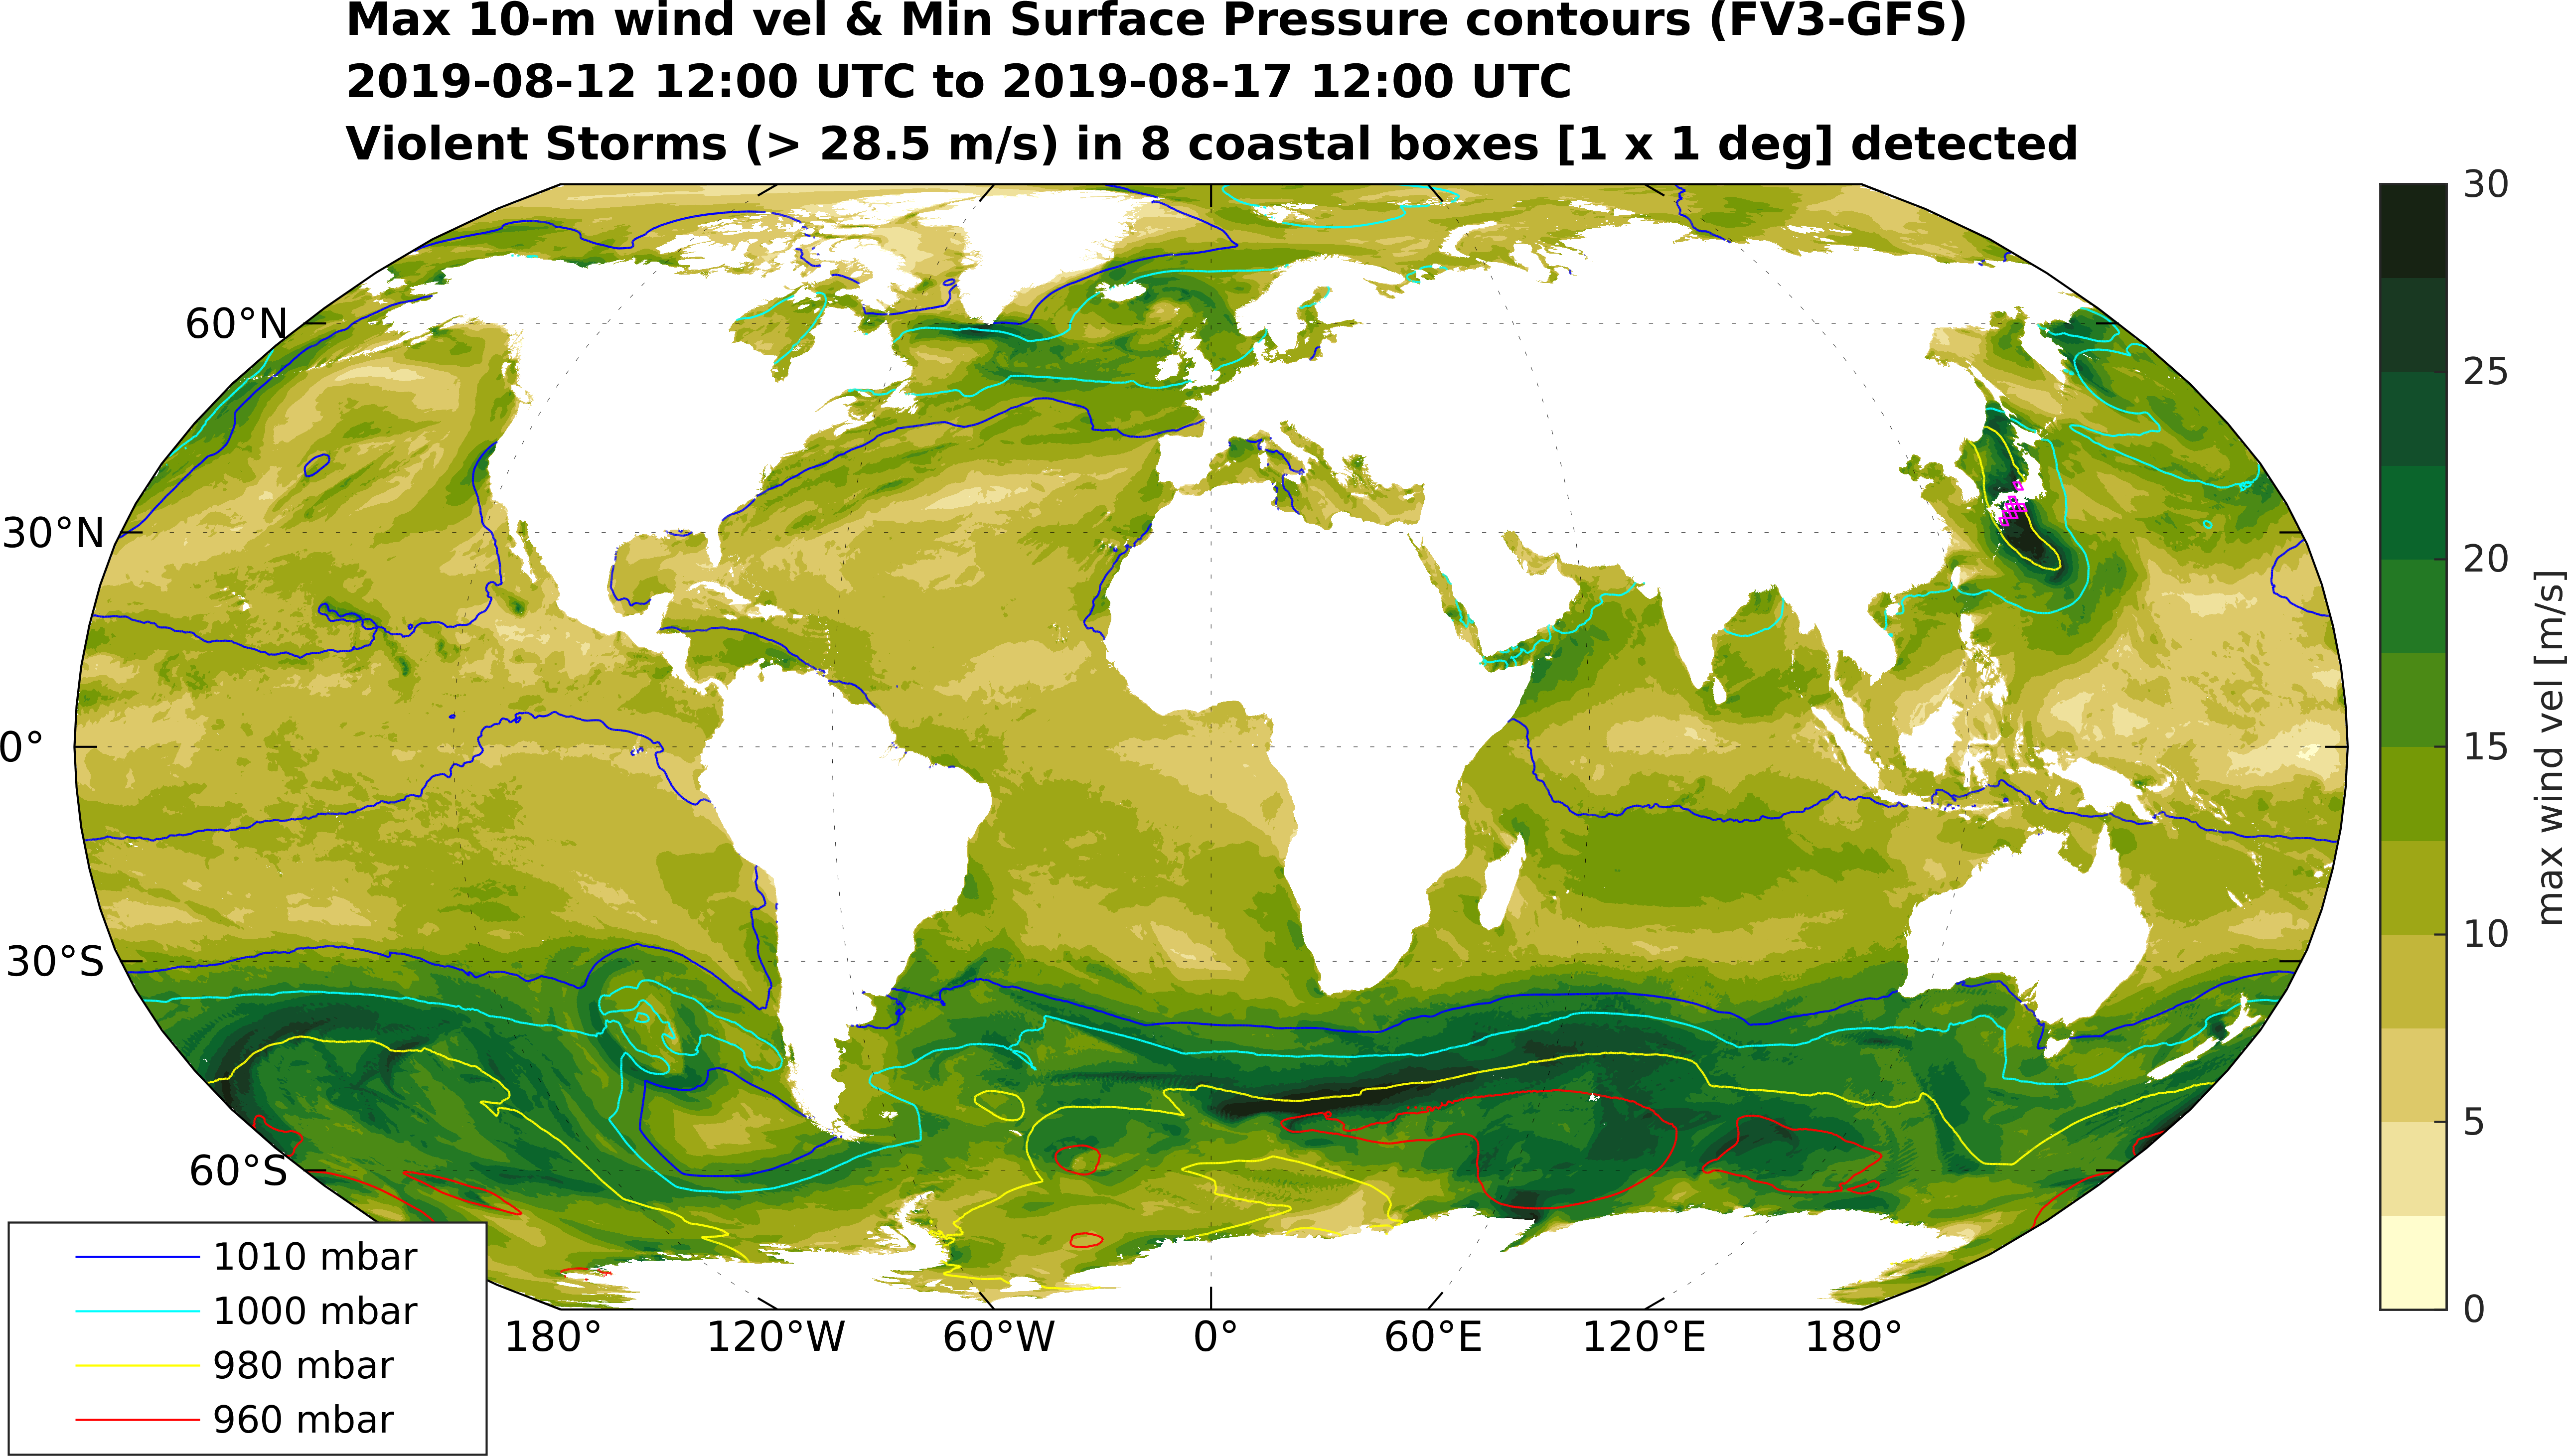 Max 10-m wind vel & Min Surface Pressure contours (FV3-GFS)
2019-08-12 12:00 UTC to 2019-08-17 12:00 UTC
Violent Storms (> 28.5 m/s) in 8 coastal boxes [1 x 1 deg] detected
60°N
30°N
0°
30°S
60°S
180°
120°W
60°W
0°
60°E
120°E
180°
1010 mbar
1000 mbar
980 mbar
960 mbar
30
25
20
15
10
5
0
max wind vel [m/s]